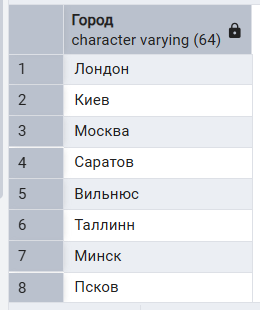 Город
character varying (64)
1 Лондон
2 Киев
3 Москва
4 Саратов
5 Вильнюс
6 Таллинн
7 Минск
8 Псков